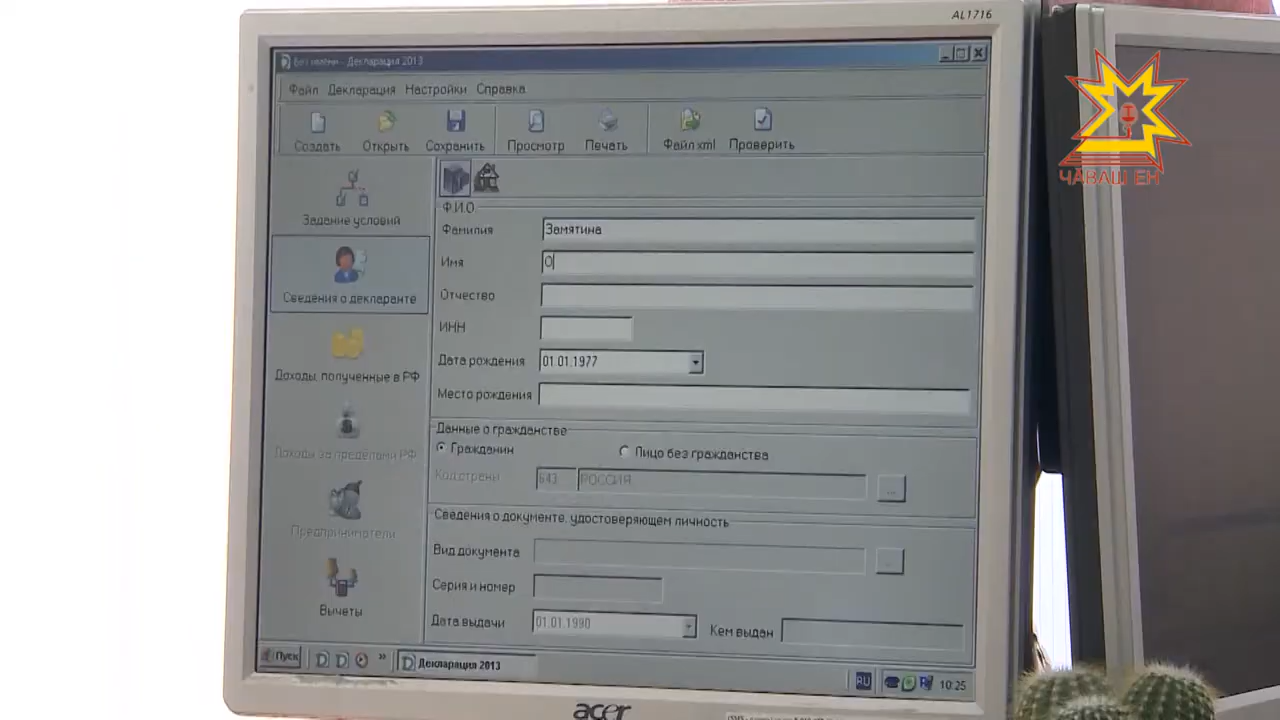 AL1716
Без имени - Декларация 2013
Файл Декларация Настройки Справка
Создать Открыть Сохранить Просмотр Печать Файл xml Проверить
ЧӐВАШ ЕН
Задание условий
Сведения о декларанте
Доходы, полученные в РФ
Доходы за пределами РФ
Предприниматели
Вычеты
Ф.И.О.
Фамилия Замятина
Имя О
Отчество
ИНН
Дата рождения 01.01.1977
Место рождения
Данные о гражданстве
Гражданин Лицо без гражданства
Код страны 643 РОССИЯ ...
Сведения о документе, удостоверяющем личность
Вид документа ...
Серия и номер
Дата выдачи 01.01.1990 Кем выдан
Пуск » Декларация 2013 RU 10:25
acer